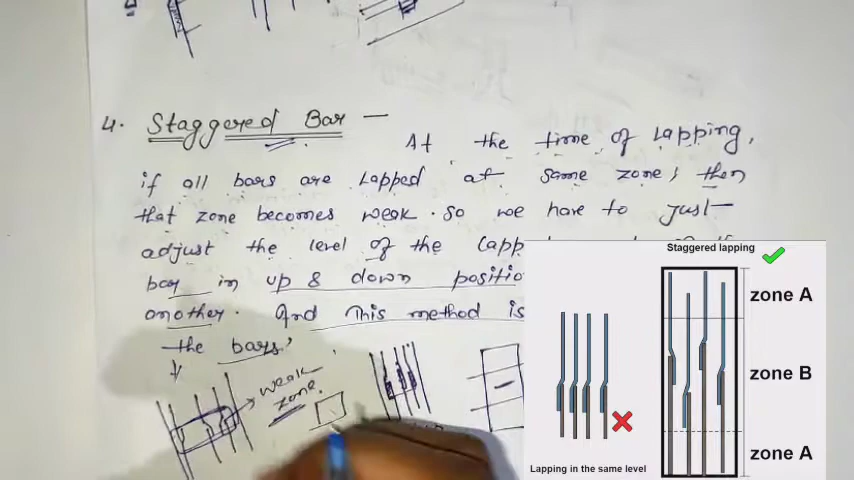 4. Staggered Bar —
At the time of Lapping,
if all bars are Lapped at same zone, then
that zone becomes weak. So we have to just
adjust the level of the Lapp
bar in up & down positio
another. And This method is
the bars.
weak
zone.
Staggered lapping
zone A
zone B
zone A
Lapping in the same level